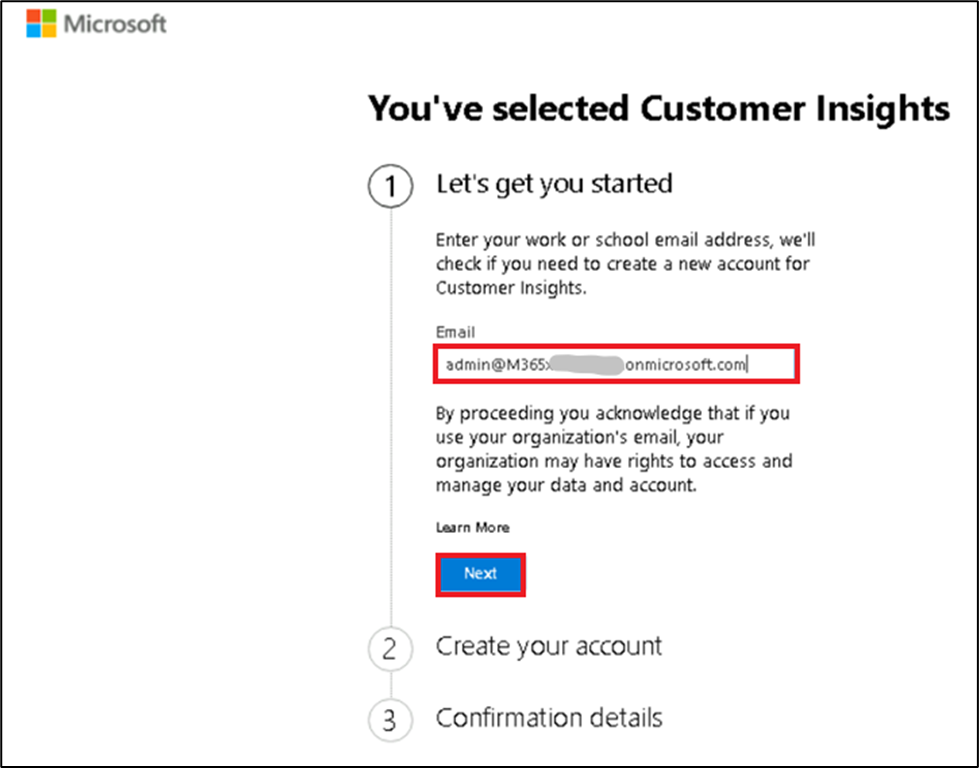 Microsoft
You've selected Customer Insights
1
Let's get you started
Enter your work or school email address, we'll
check if you need to create a new account for
Customer Insights.
Email
admin@M365x onmicrosoft.com
By proceeding you acknowledge that if you
use your organization's email, your
organization may have rights to access and
manage your data and account.
Learn More
Next
2
Create your account
3
Confirmation details